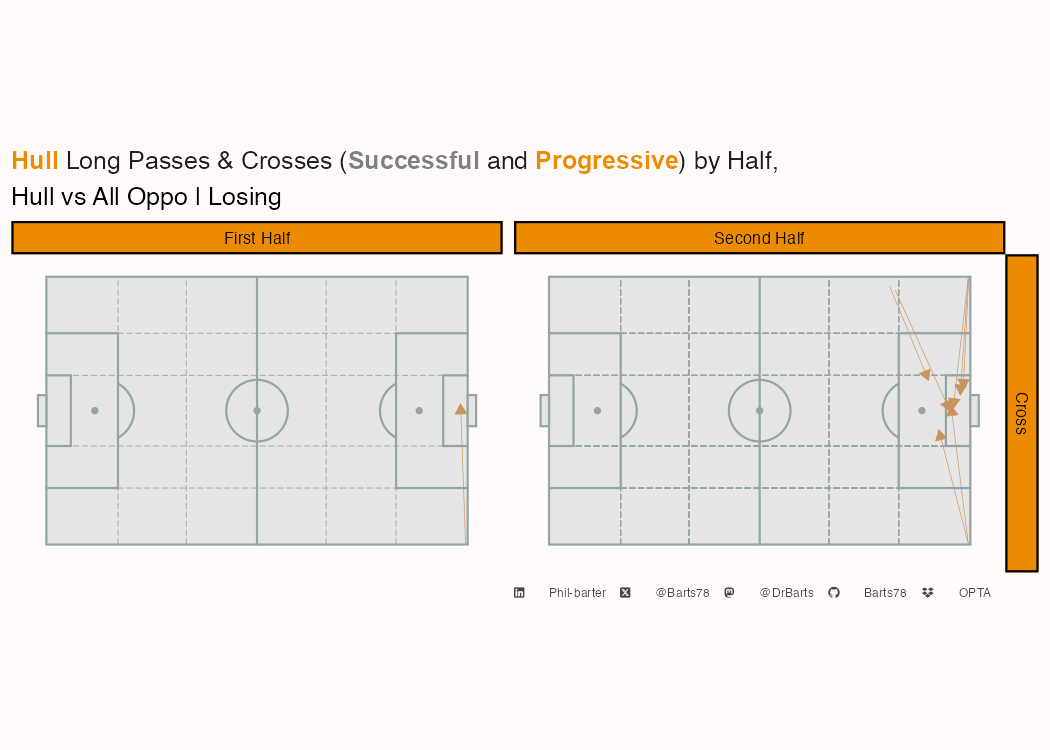 Hull Long Passes & Crosses (Successful and Progressive) by Half,
Hull vs All Oppo | Losing
First Half
Second Half
Cross
Phil-barter @Barts78 @DrBarts Barts78 OPTA